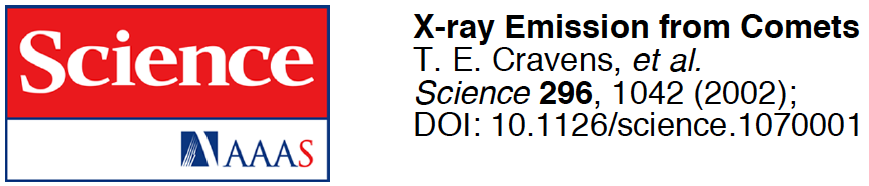 Science
AAAS
X-ray Emission from Comets
T. E. Cravens, et al.
Science 296, 1042 (2002);
DOI: 10.1126/science.1070001